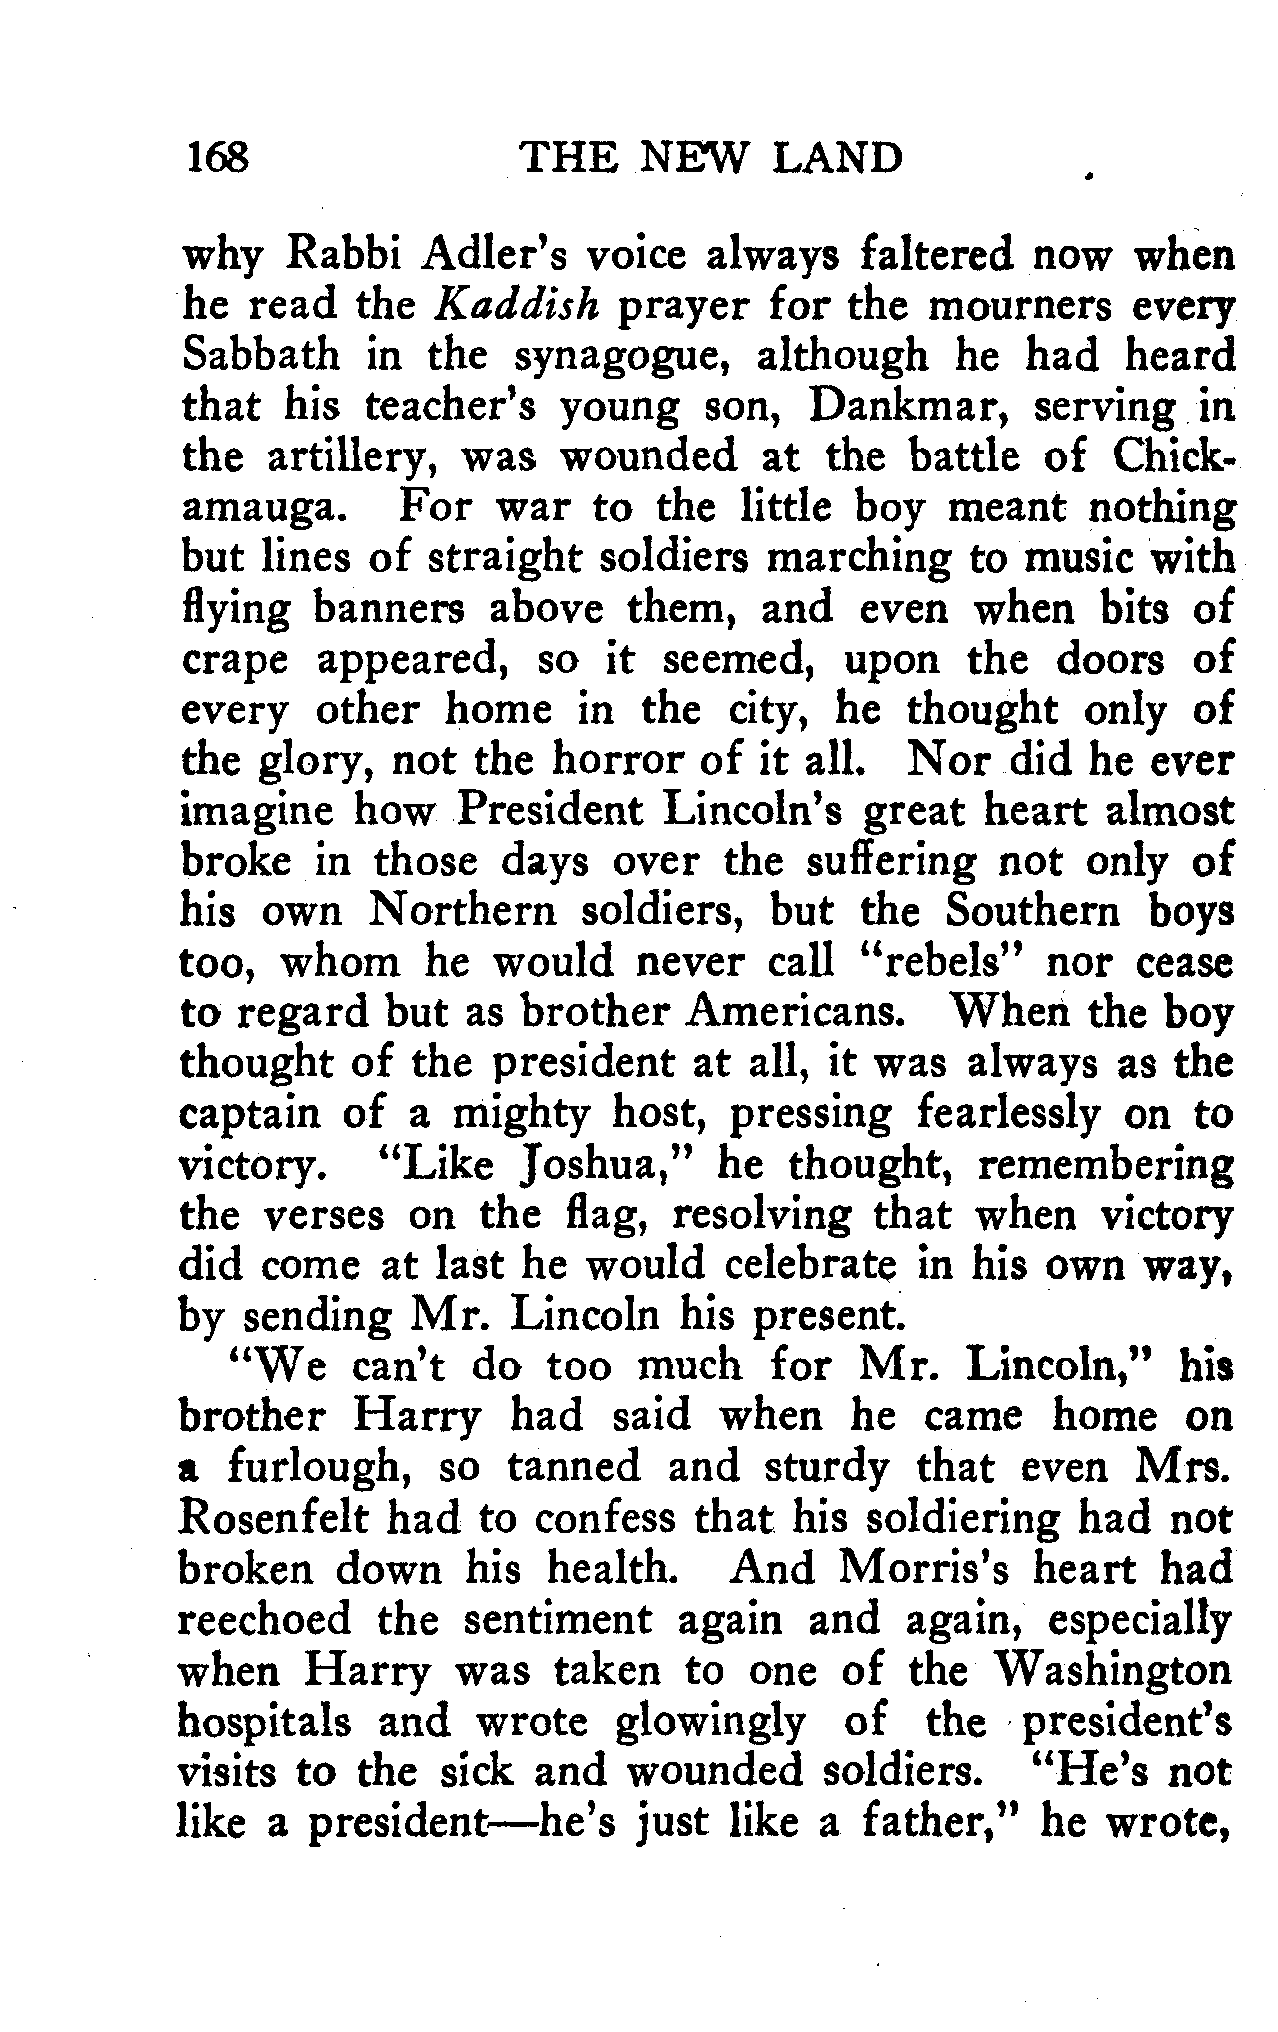 168 THE NEW LAND
why Rabbi Adler's voice always faltered now when
he read the Kaddish prayer for the mourners every
Sabbath in the synagogue, although he had heard
that his teacher's young son, Dankmar, serving in
the artillery, was wounded at the battle of Chick-
amauga. For war to the little boy meant nothing
but lines of straight soldiers marching to music with
flying banners above them, and even when bits of
crape appeared, so it seemed, upon the doors of
every other home in the city, he thought only of
the glory, not the horror of it all. Nor did he ever
imagine how President Lincoln's great heart almost
broke in those days over the suffering not only of
his own Northern soldiers, but the Southern boys
too, whom he would never call "rebels" nor cease
to regard but as brother Americans. When the boy
thought of the president at all, it was always as the
captain of a mighty host, pressing fearlessly on to
victory. "Like Joshua," he thought, remembering
the verses on the flag, resolving that when victory
did come at last he would celebrate in his own way,
by sending Mr. Lincoln his present.
"We can't do too much for Mr. Lincoln," his
brother Harry had said when he came home on
a furlough, so tanned and sturdy that even Mrs.
Rosenfelt had to confess that his soldiering had not
broken down his health. And Morris's heart had
reechoed the sentiment again and again, especially
when Harry was taken to one of the Washington
hospitals and wrote glowingly of the president's
visits to the sick and wounded soldiers. "He's not
like a president—he's just like a father," he wrote,